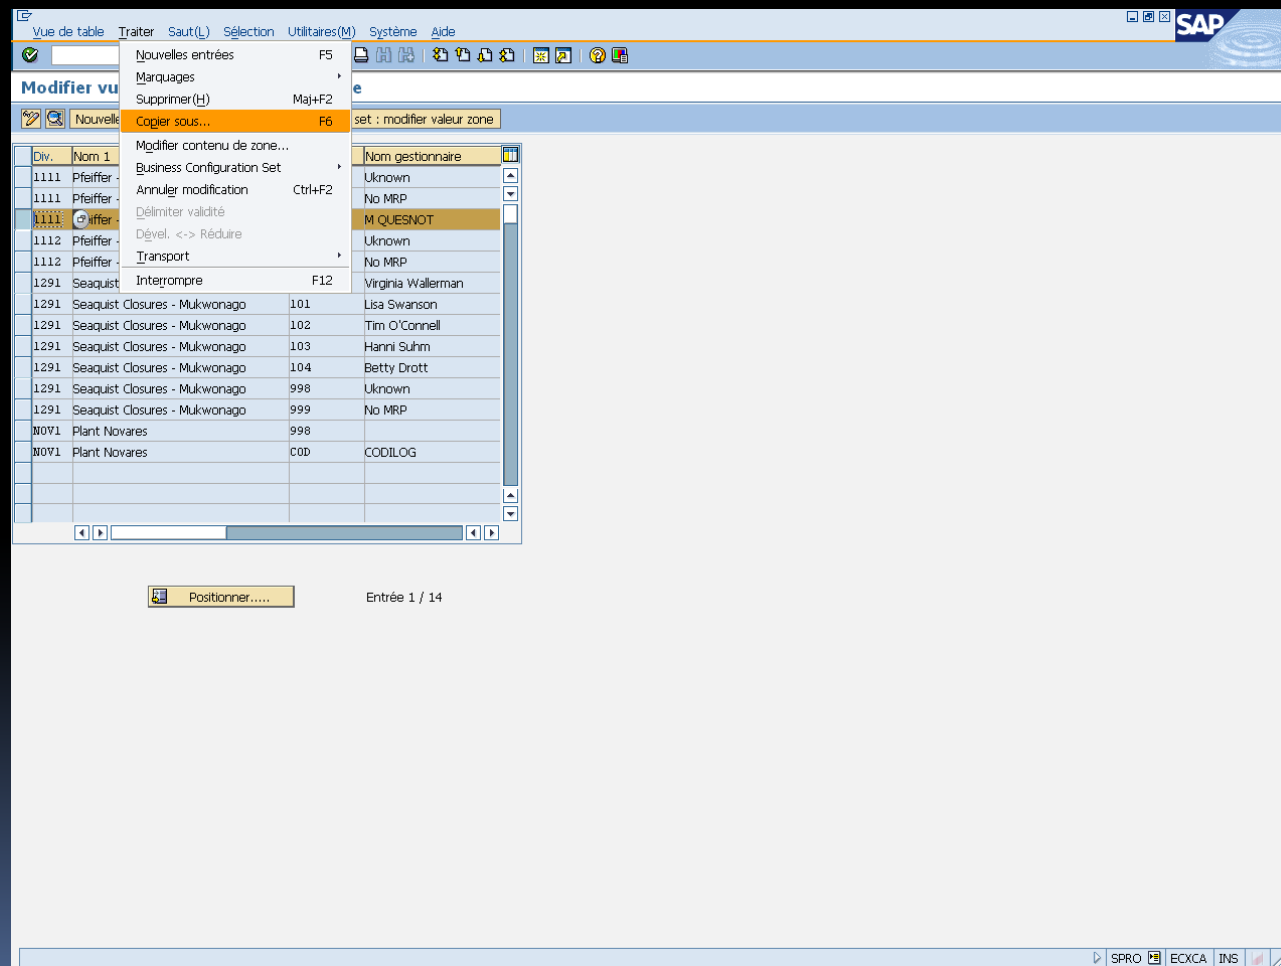 Vue de table Traiter Saut(L) Sélection Utilitaires(M) Système Aide
SAP
Nouvelles entrées F5
Marquages
Supprimer(H) Maj+F2
Copier sous... F6
Modifier contenu de zone...
Business Configuration Set
Annuler modification Ctrl+F2
Délimiter validité
Dével. <-> Réduire
Transport
Interrompre F12
Modifier vu e
Nouvelle set : modifier valeur zone
Div. Nom 1 Nom gestionnaire
1111 Pfeiffer - Uknown
1111 Pfeiffer - No MRP
1111 eiffer - M QUESNOT
1112 Pfeiffer - Uknown
1112 Pfeiffer - No MRP
1291 Seaquist Virginia Wallerman
1291 Seaquist Closures - Mukwonago 101 Lisa Swanson
1291 Seaquist Closures - Mukwonago 102 Tim O'Connell
1291 Seaquist Closures - Mukwonago 103 Hanni Suhm
1291 Seaquist Closures - Mukwonago 104 Betty Drott
1291 Seaquist Closures - Mukwonago 998 Uknown
1291 Seaquist Closures - Mukwonago 999 No MRP
NOV1 Plant Novares 998
NOV1 Plant Novares COD CODILOG
Positionner..... Entrée 1 / 14
SPRO ECXCA INS